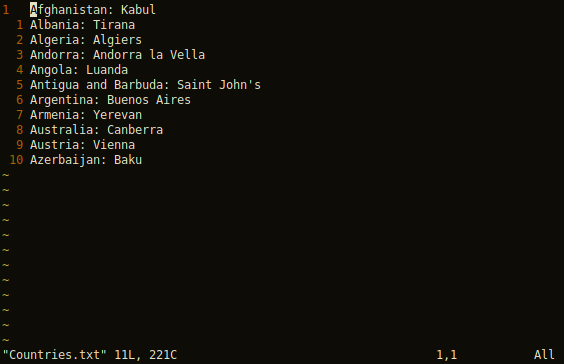 1   Afghanistan: Kabul
  1 Albania: Tirana
  2 Algeria: Algiers
  3 Andorra: Andorra la Vella
  4 Angola: Luanda
  5 Antigua and Barbuda: Saint John's
  6 Argentina: Buenos Aires
  7 Armenia: Yerevan
  8 Australia: Canberra
  9 Austria: Vienna
 10 Azerbaijan: Baku
~
~
~
~
~
~
~
~
~
~
~
~
"Countries.txt" 11L, 221C 1,1 All